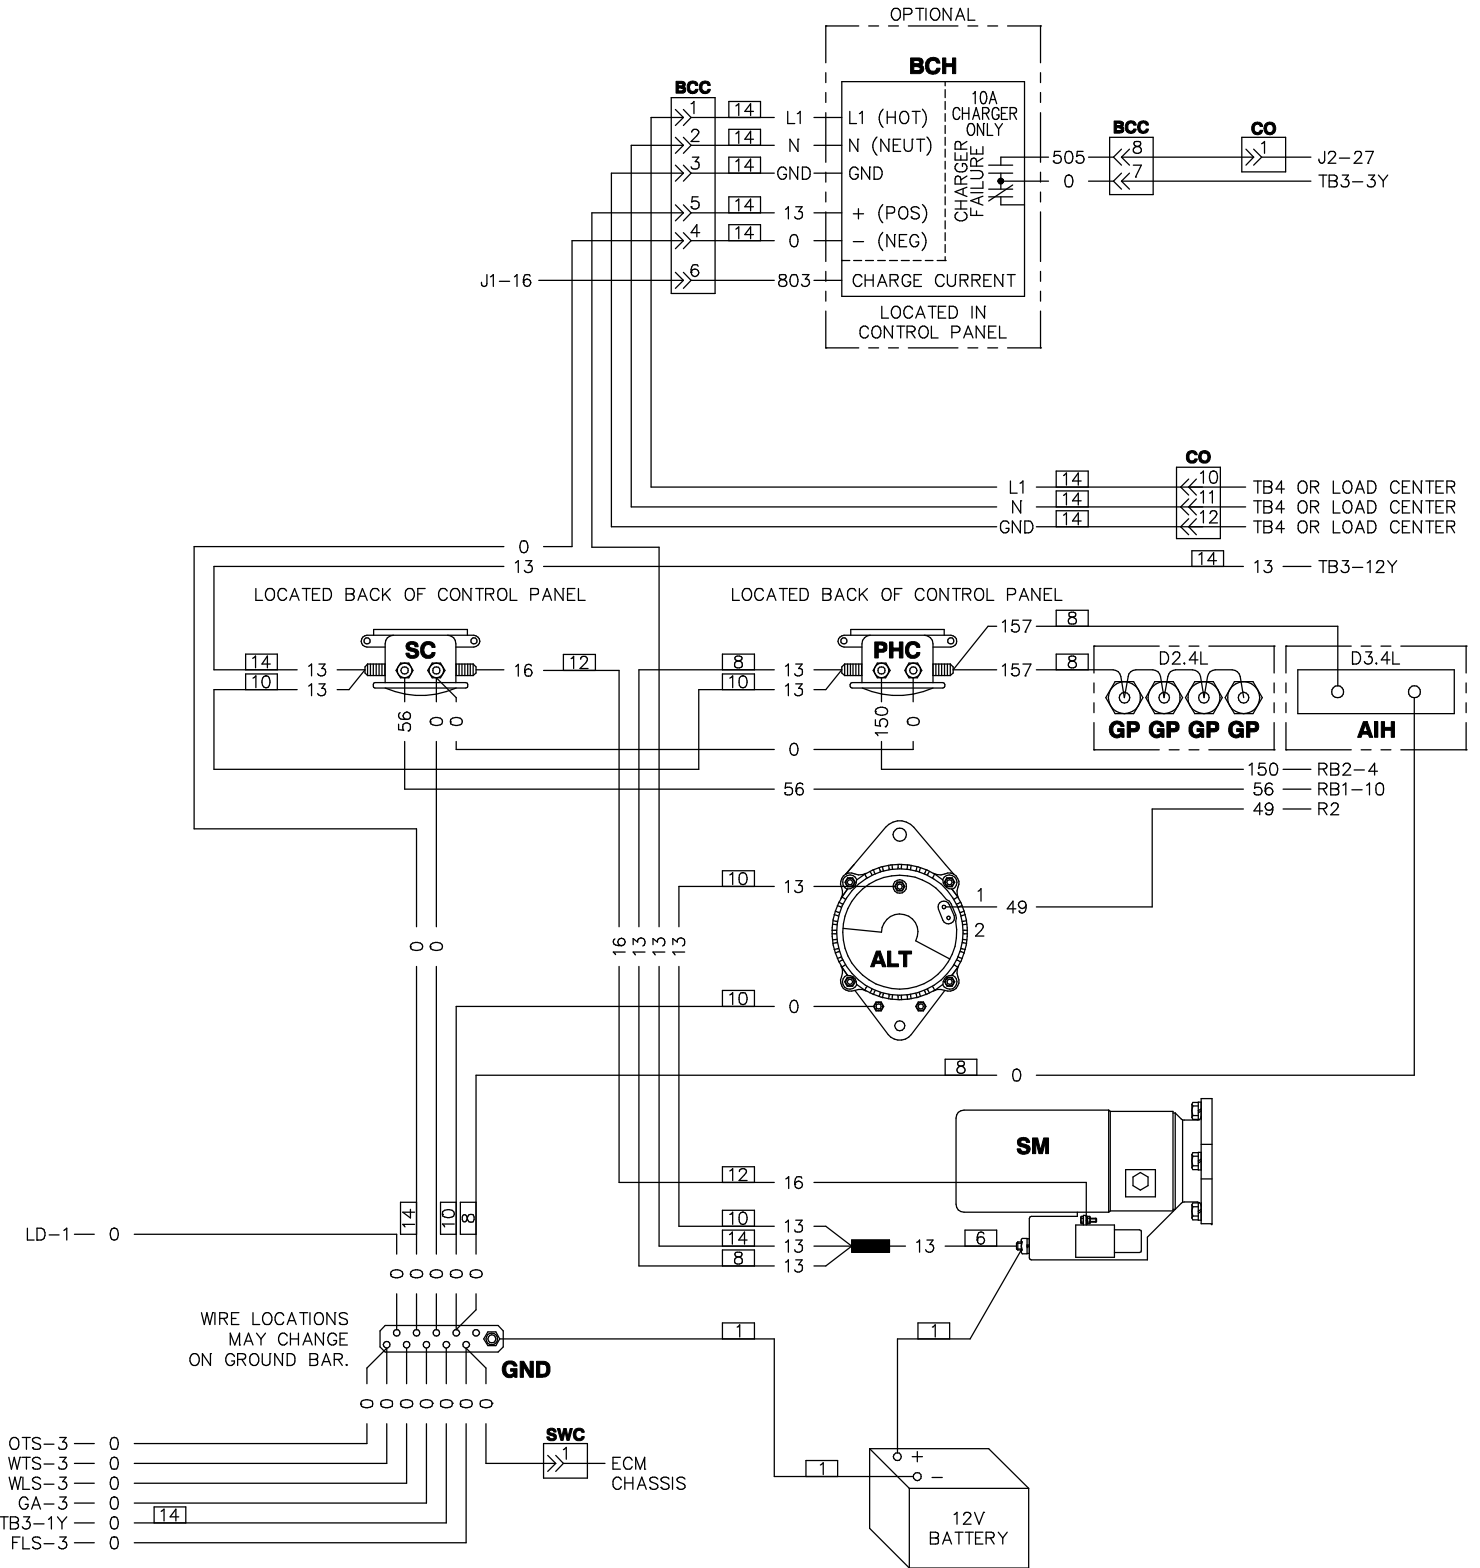 OPTIONAL
BCH
BCC
10A
CHARGER
ONLY
CHARGER
FAILURE
1 14 L1 L1 (HOT)
2 14 N N (NEUT)
3 14 GND GND
5 14 13 + (POS)
4 14 0 − (NEG)
J1−16 6 803 CHARGE CURRENT
BCC CO
505 8 1 J2−27
0 7 TB3−3Y
LOCATED IN
CONTROL PANEL
CO
L1 14 10 TB4 OR LOAD CENTER
N 14 11 TB4 OR LOAD CENTER
GND 14 12 TB4 OR LOAD CENTER
0
13 14 13 TB3−12Y
LOCATED BACK OF CONTROL PANEL LOCATED BACK OF CONTROL PANEL
157 8
SC PHC
14 13 16 12 8 13 157 8
10 13 10 13
D2.4L D3.4L
GP GP GP GP AIH
56 0 0 150 0
0
150 RB2−4
56 56 RB1−10
49 R2
10 13
1 49
2
ALT
0 0 16 13 13 13
10 0
8 0
SM
12 16
14 10 8
10 13
14 13 13 6
8 13
LD−1 0
0 0 0 0 0
WIRE LOCATIONS
MAY CHANGE
ON GROUND BAR.
1 1
GND
0 0 0 0 0 0
SWC
OTS−3 0
WTS−3 0 1 ECM
WLS−3 0 CHASSIS
GA−3 0
TB3−1Y 0 14
FLS−3 0
1 + −
12V
BATTERY